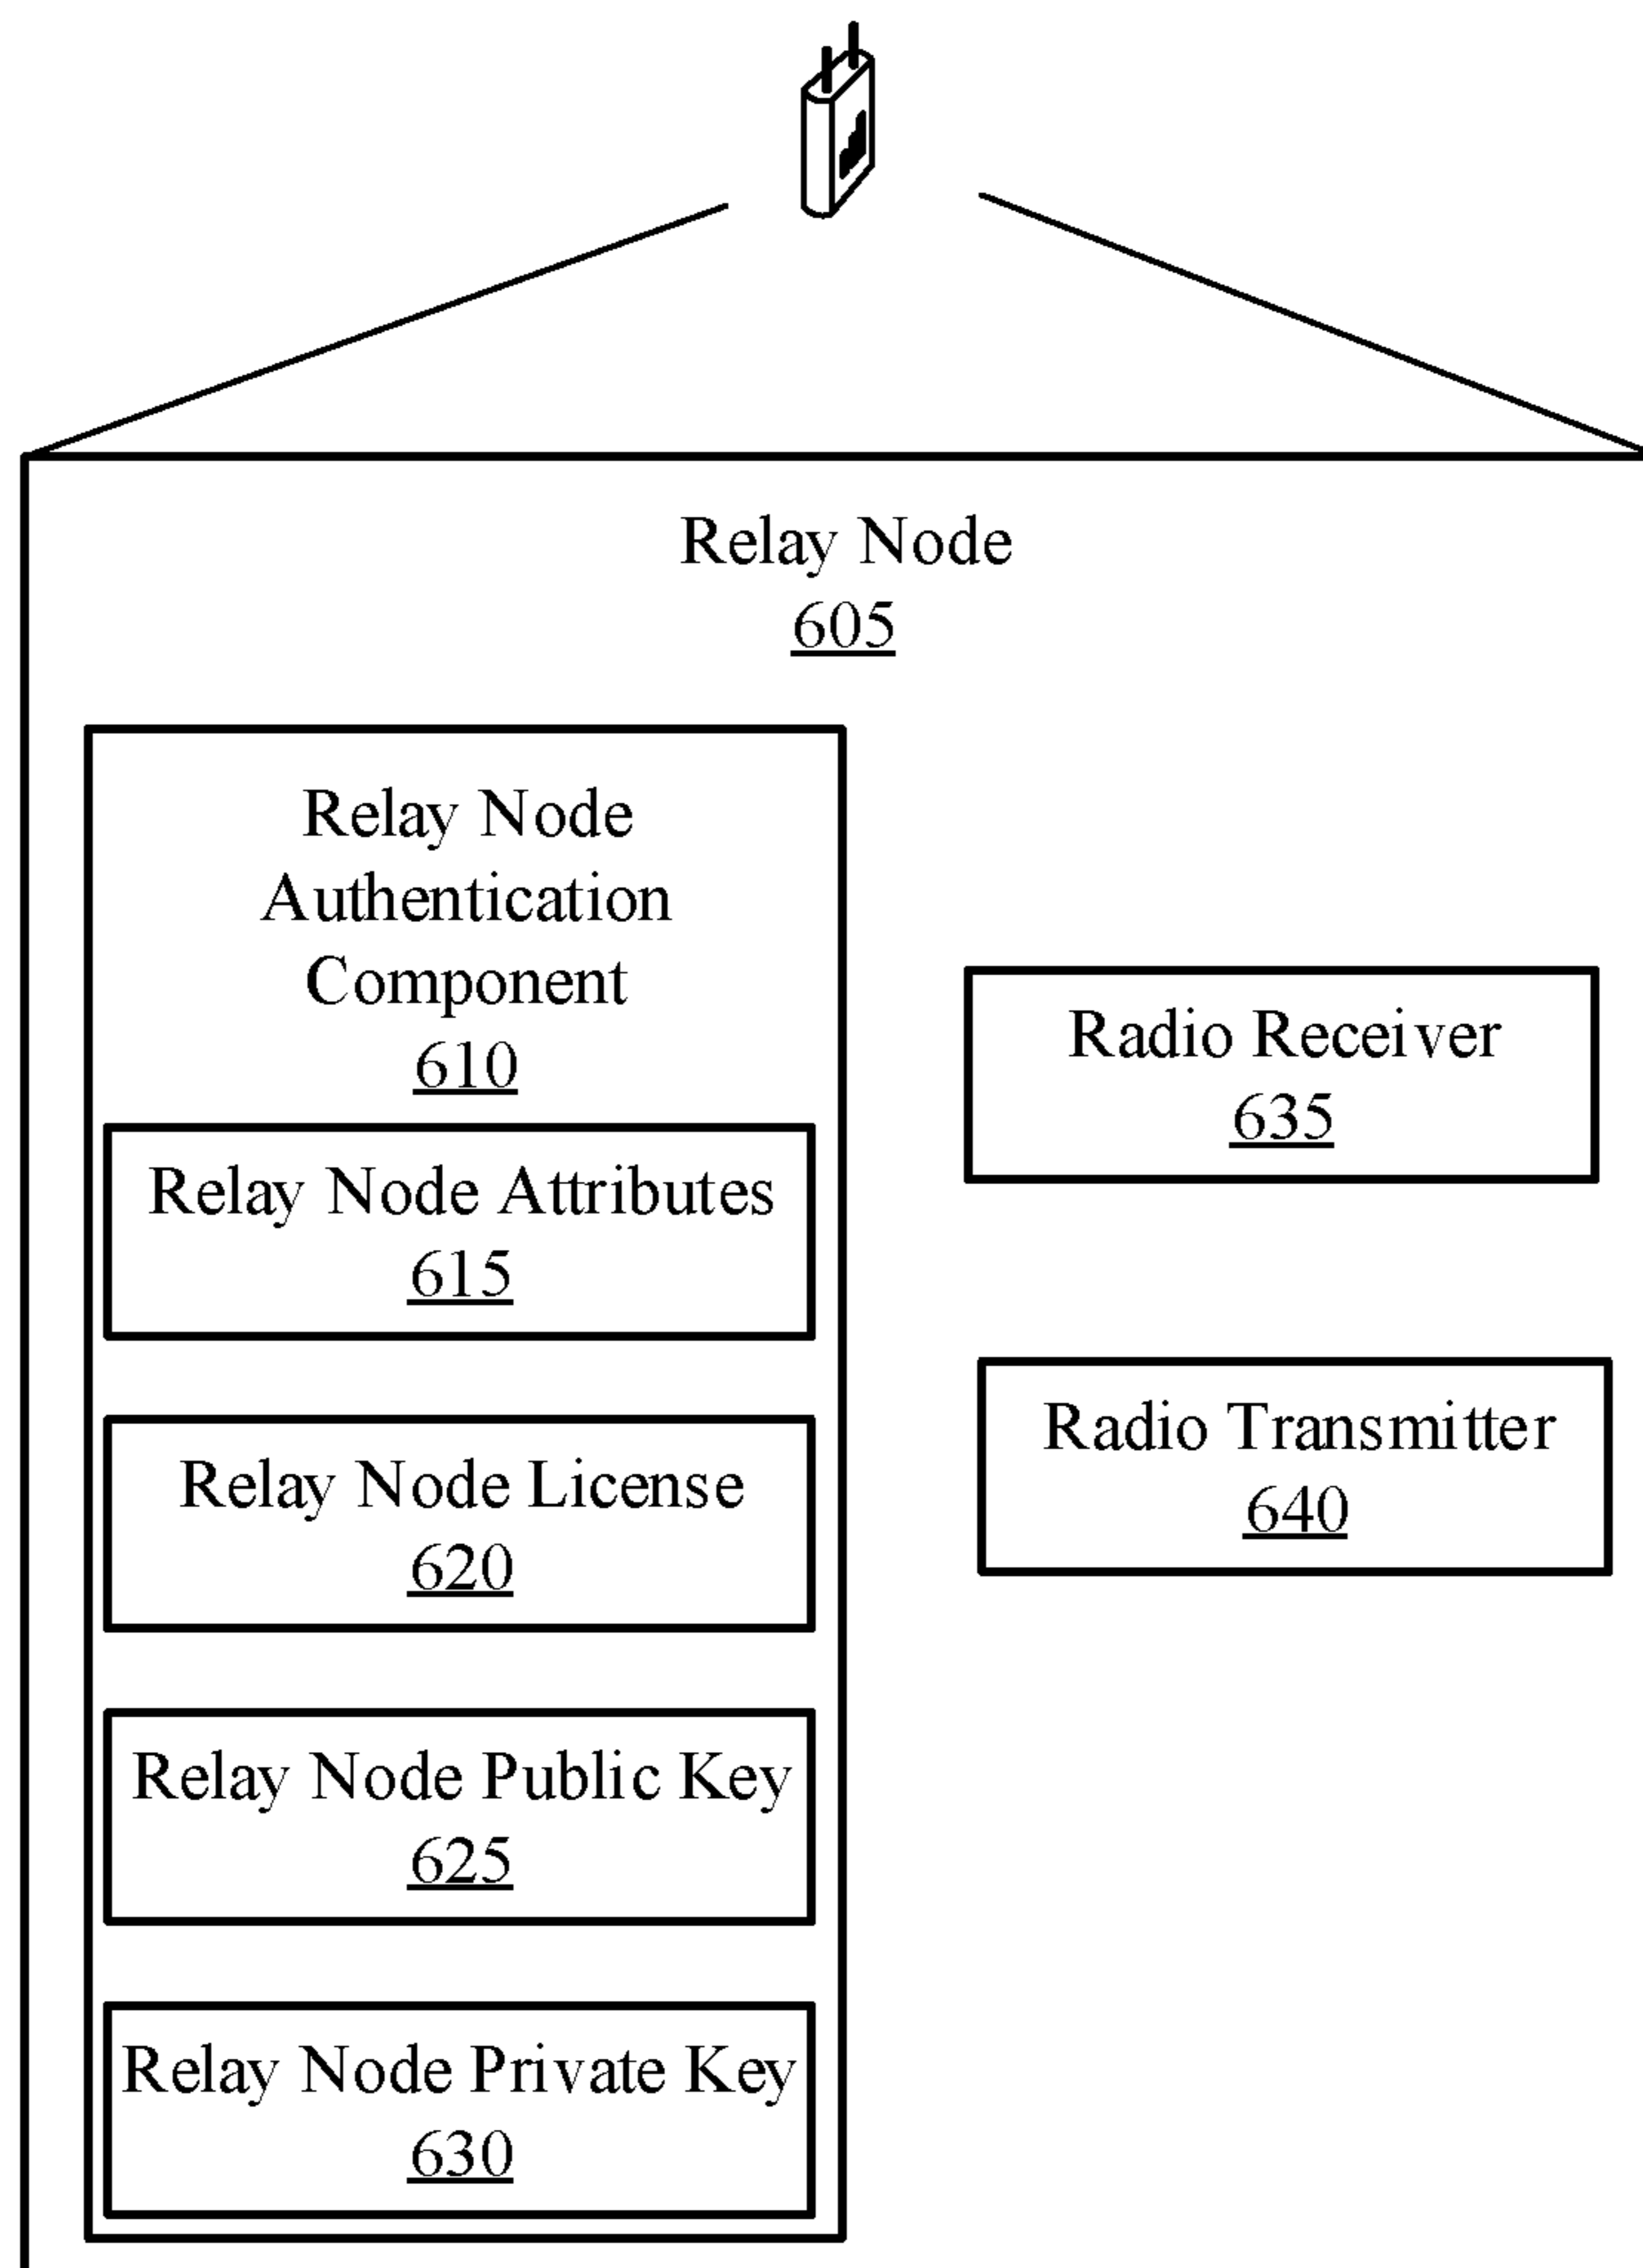 Relay Node
605
Relay Node
Authentication
Component
610
Relay Node Attributes
615
Relay Node License
620
Relay Node Public Key
625
Relay Node Private Key
630
Radio Receiver
635
Radio Transmitter
640